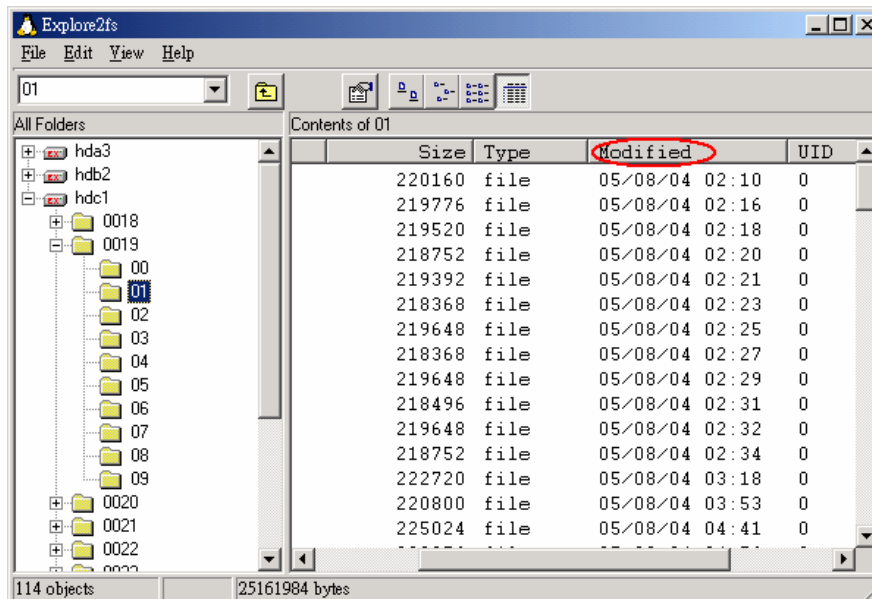 Explore2fs
File Edit View Help
01
All Folders
Contents of 01
hda3
hdb2
hdc1
0018
0019
00
01
02
03
04
05
06
07
08
09
0020
0021
0022
Size Type Modified UID
220160 file 05/08/04 02:10 0
219776 file 05/08/04 02:16 0
219520 file 05/08/04 02:18 0
218752 file 05/08/04 02:20 0
219392 file 05/08/04 02:21 0
218368 file 05/08/04 02:23 0
219648 file 05/08/04 02:25 0
218368 file 05/08/04 02:27 0
219648 file 05/08/04 02:29 0
218496 file 05/08/04 02:31 0
219648 file 05/08/04 02:32 0
218752 file 05/08/04 02:34 0
222720 file 05/08/04 03:18 0
220800 file 05/08/04 03:53 0
225024 file 05/08/04 04:41 0
114 objects
25161984 bytes